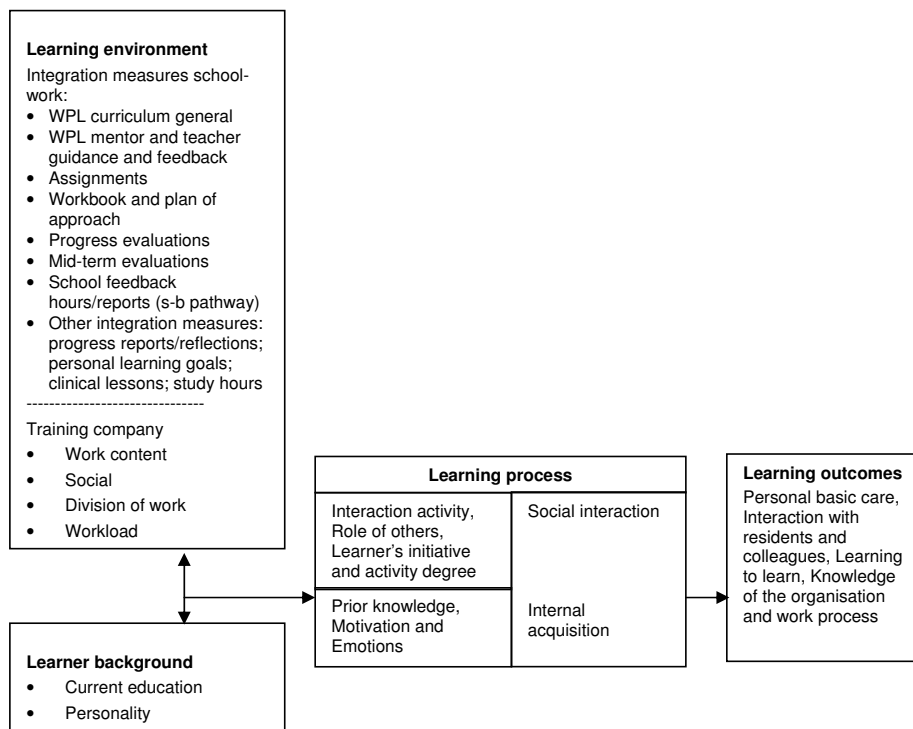 Learning environment
Integration measures school-
work:
• WPL curriculum general
• WPL mentor and teacher
guidance and feedback
• Assignments
• Workbook and plan of
approach
• Progress evaluations
• Mid-term evaluations
• School feedback
hours/reports (s-b pathway)
• Other integration measures:
progress reports/reflections;
personal learning goals;
clinical lessons; study hours
-------------------------------
Training company
• Work content
• Social
• Division of work
• Workload
Learning process
Interaction activity,
Role of others,
Learner’s initiative
and activity degree
Social interaction
Prior knowledge,
Motivation and
Emotions
Internal
acquisition
Learning outcomes
Personal basic care,
Interaction with
residents and
colleagues, Learning
to learn, Knowledge
of the organisation
and work process
Learner background
• Current education
• Personality